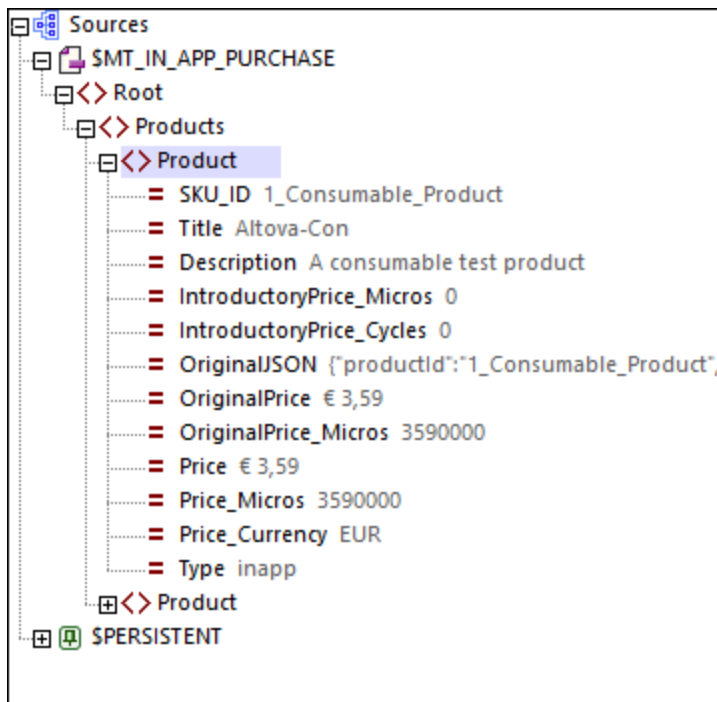 Sources
$MT_IN_APP_PURCHASE
Root
Products
Product
SKU_ID 1_Consumable_Product
Title Altova-Con
Description A consumable test product
IntroductoryPrice_Micros 0
IntroductoryPrice_Cycles 0
OriginalJSON {"productId":"1_Consumable_Product",
OriginalPrice € 3,59
OriginalPrice_Micros 3590000
Price € 3,59
Price_Micros 3590000
Price_Currency EUR
Type inapp
Product
$PERSISTENT